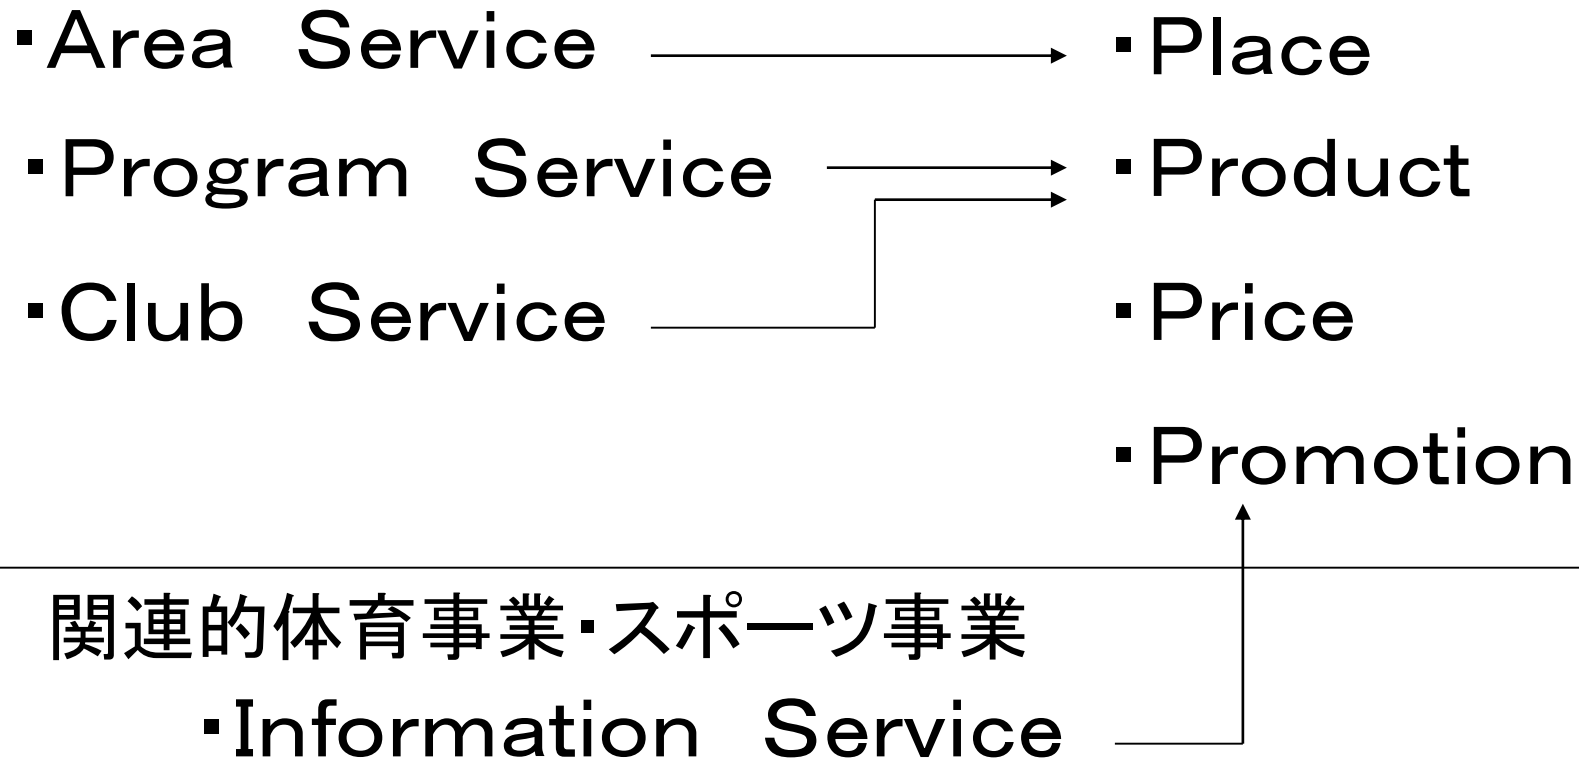 ・Area　Service　・Place
・Program　Service　・Product
・Club　Service　・Price
・Promotion
関連的体育事業・スポーツ事業
・Information　Service